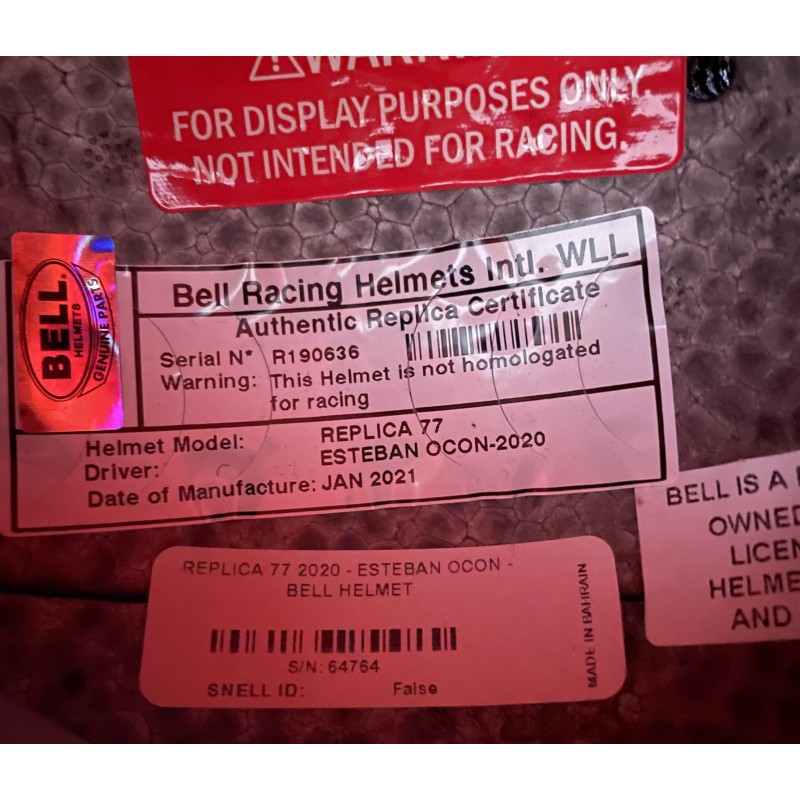 WARNING
FOR DISPLAY PURPOSES ONLY.
NOT INTENDED FOR RACING.
BELL
HELMETS
GENUINE PARTS
Bell Racing Helmets Intl. WLL
Authentic Replica Certificate
Serial N* R190636
Warning: This Helmet is not homologated
for racing
Helmet Model: REPLICA 77
Driver: ESTEBAN OCON-2020
Date of Manufacture: JAN 2021
BELL IS A
OWNED
LICEN
HELME
AND
REPLICA 77 2020 - ESTEBAN OCON -
BELL HELMET
S/N: 64764
SNELL ID: False
MADE IN BAHRAIN